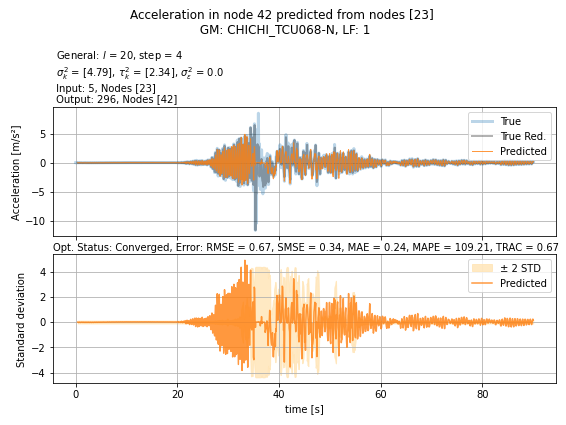 Acceleration in node 42 predicted from nodes [23]
GM: CHICHI_TCU068-N, LF: 1
General: l = 20, step = 4
σ²ₖ = [4.79], τ²ₖ = [2.34], σ²ε = 0.0
Input: 5, Nodes [23]
Output: 296, Nodes [42]
True
True Red.
Predicted
Acceleration [m/s²]
5
0
−5
−10
Opt. Status: Converged, Error: RMSE = 0.67, SMSE = 0.34, MAE = 0.24, MAPE = 109.21, TRAC = 0.67
± 2 STD
Predicted
Standard deviation
4
2
0
−2
−4
0 20 40 60 80
time [s]